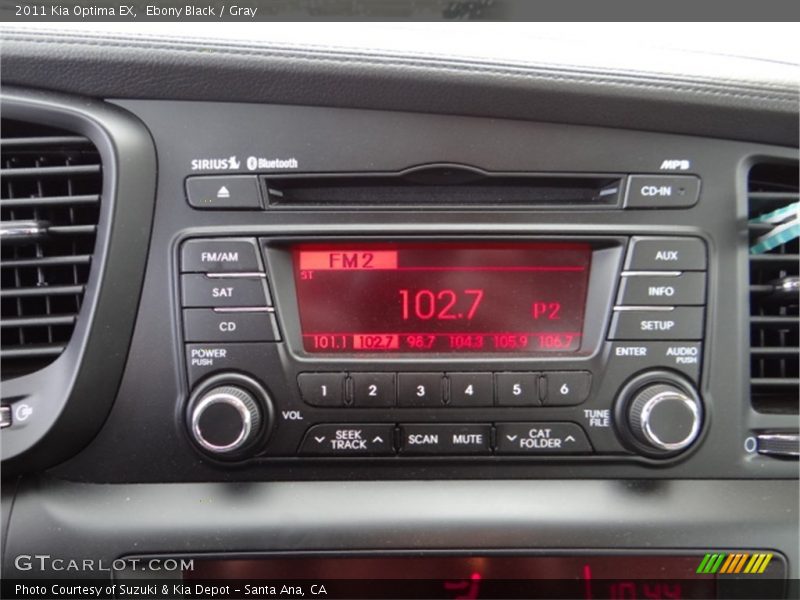 2011 Kia Optima EX, Ebony Black / Gray
SIRIUS Bluetooth MP3
CD-IN
FM/AM
SAT
CD
FM2
ST
102.7
P2
101.1 102.7 98.7 104.3 105.9 106.7
AUX
INFO
SETUP
POWER
PUSH
ENTER
AUDIO
PUSH
1 2 3 4 5 6
VOL
TUNE
FILE
SEEK
TRACK
SCAN MUTE
CAT
FOLDER
GTCARLOT.COM
Photo Courtesy of Suzuki & Kia Depot - Santa Ana, CA